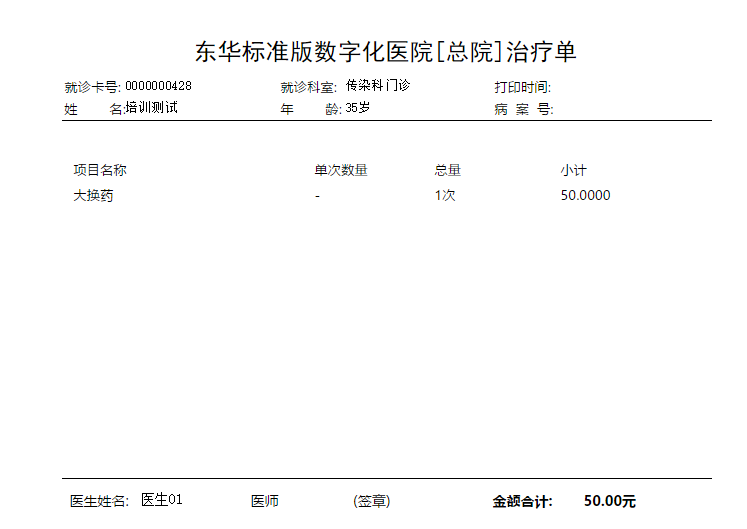 东华标准版数字化医院[总院]治疗单
就诊卡号: 0000000428 就诊科室: 传染科门诊 打印时间:
姓 名:培训测试 年 龄: 35岁 病 案 号:
项目名称 单次数量 总量 小计
大换药 - 1次 50.0000
医生姓名: 医生01 医师 (签章) 金额合计: 50.00元